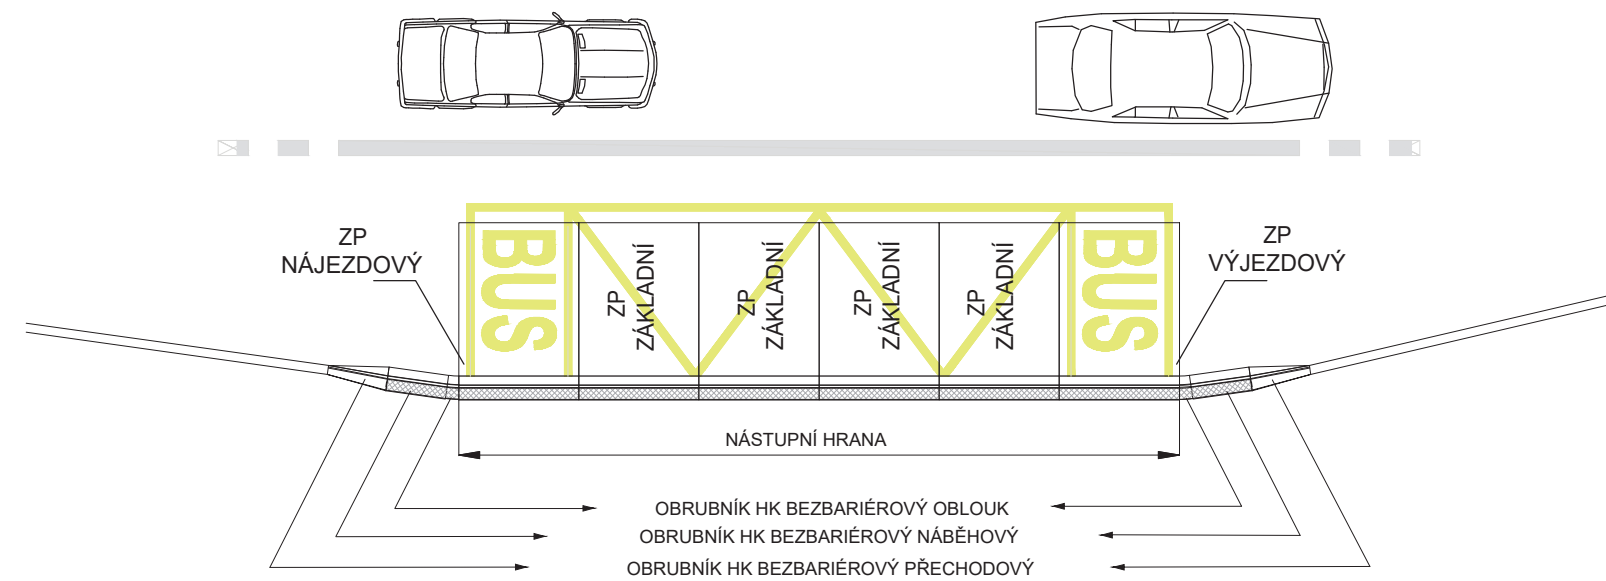 ZP
NÁJEZDOVÝ
BUS
ZP
ZÁKLADNÍ
ZP
ZÁKLADNÍ
ZP
ZÁKLADNÍ
ZP
ZÁKLADNÍ
BUS
ZP
VÝJEZDOVÝ
NÁSTUPNÍ HRANA
OBRUBNÍK HK BEZBARIÉROVÝ OBLOUK
OBRUBNÍK HK BEZBARIÉROVÝ NÁBĚHOVÝ
OBRUBNÍK HK BEZBARIÉROVÝ PŘECHODOVÝ